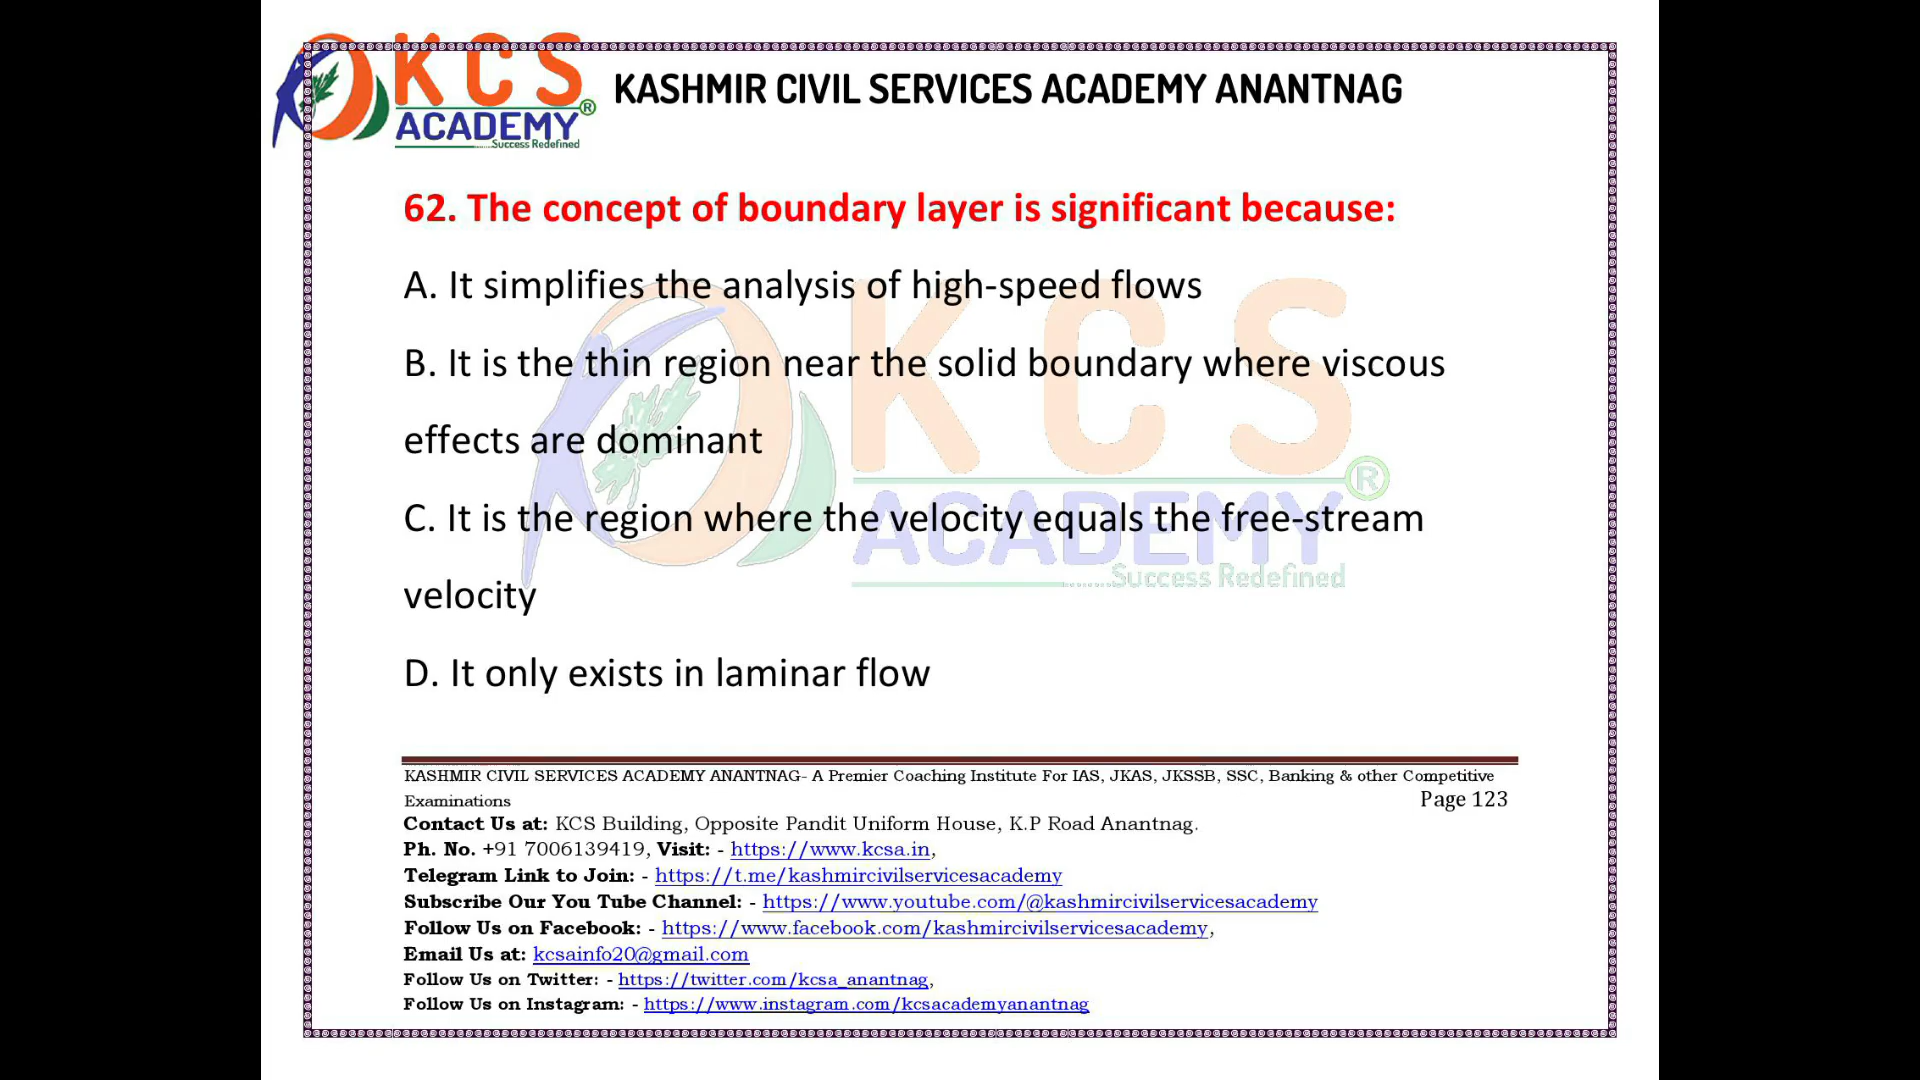 KCS
ACADEMY®
......Success Redefined
KASHMIR CIVIL SERVICES ACADEMY ANANTNAG
62. The concept of boundary layer is significant because:
A. It simplifies the analysis of high-speed flows
B. It is the thin region near the solid boundary where viscous
effects are dominant
C. It is the region where the velocity equals the free-stream
velocity
D. It only exists in laminar flow
KCS
ACADEMY®
.......Success Redefined
KASHMIR CIVIL SERVICES ACADEMY ANANTNAG- A Premier Coaching Institute For IAS, JKAS, JKSSB, SSC, Banking & other Competitive
Examinations Page 123
Contact Us at: KCS Building, Opposite Pandit Uniform House, K.P Road Anantnag.
Ph. No. +91 7006139419, Visit: - https://www.kcsa.in,
Telegram Link to Join: - https://t.me/kashmircivilservicesacademy
Subscribe Our You Tube Channel: - https://www.youtube.com/@kashmircivilservicesacademy
Follow Us on Facebook: - https://www.facebook.com/kashmircivilservicesacademy,
Email Us at: kcsainfo20@gmail.com
Follow Us on Twitter: - https://twitter.com/kcsa_anantnag,
Follow Us on Instagram: - https://www.instagram.com/kcsacademyanantnag